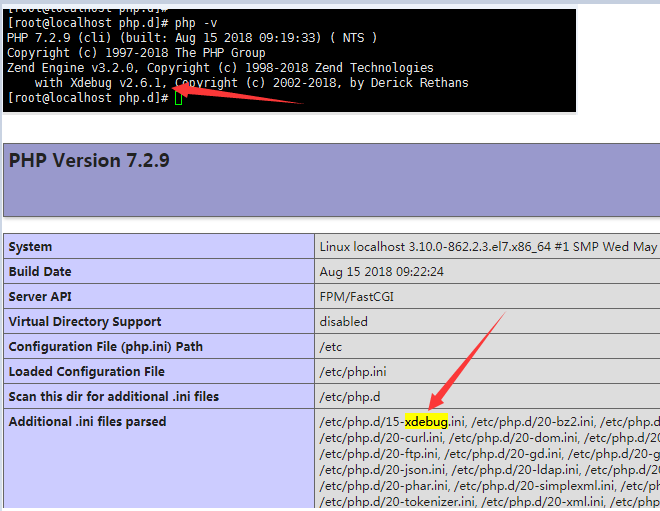 [root@localhost php.d]# php -v
PHP 7.2.9 (cli) (built: Aug 15 2018 09:19:33) ( NTS )
Copyright (c) 1997-2018 The PHP Group
Zend Engine v3.2.0, Copyright (c) 1998-2018 Zend Technologies
with Xdebug v2.6.1, Copyright (c) 2002-2018, by Derick Rethans
[root@localhost php.d]#
PHP Version 7.2.9
System Linux localhost 3.10.0-862.2.3.el7.x86_64 #1 SMP Wed May
Build Date Aug 15 2018 09:22:24
Server API FPM/FastCGI
Virtual Directory Support disabled
Configuration File (php.ini) Path /etc
Loaded Configuration File /etc/php.ini
Scan this dir for additional .ini files /etc/php.d
Additional .ini files parsed /etc/php.d/15-xdebug.ini, /etc/php.d/20-bz2.ini, /etc/php.d
/etc/php.d/20-curl.ini, /etc/php.d/20-dom.ini, /etc/php.d/20
/etc/php.d/20-ftp.ini, /etc/php.d/20-gd.ini, /etc/php.d/20-g
/etc/php.d/20-json.ini, /etc/php.d/20-ldap.ini, /etc/php.d/20
/etc/php.d/20-phar.ini, /etc/php.d/20-simplexml.ini, /etc/ph
/etc/php.d/20-tokenizer.ini, /etc/php.d/20-xml.ini, /etc/php